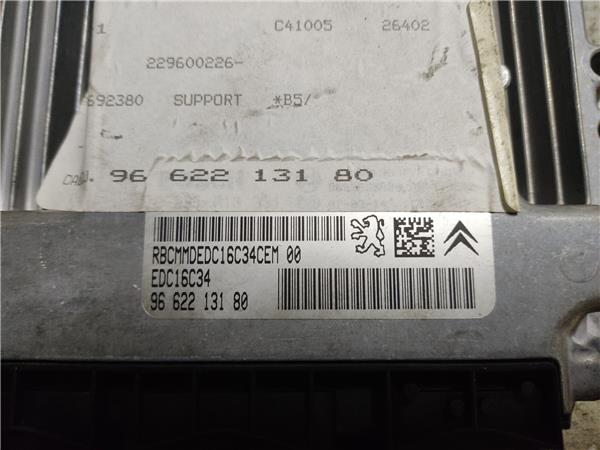 1 C41005 26402
229600226-
692380 SUPPORT *B5/
96 622 131 80
RBCMMDEDC16C34CEM 00
EDC16C34
96 622 131 80